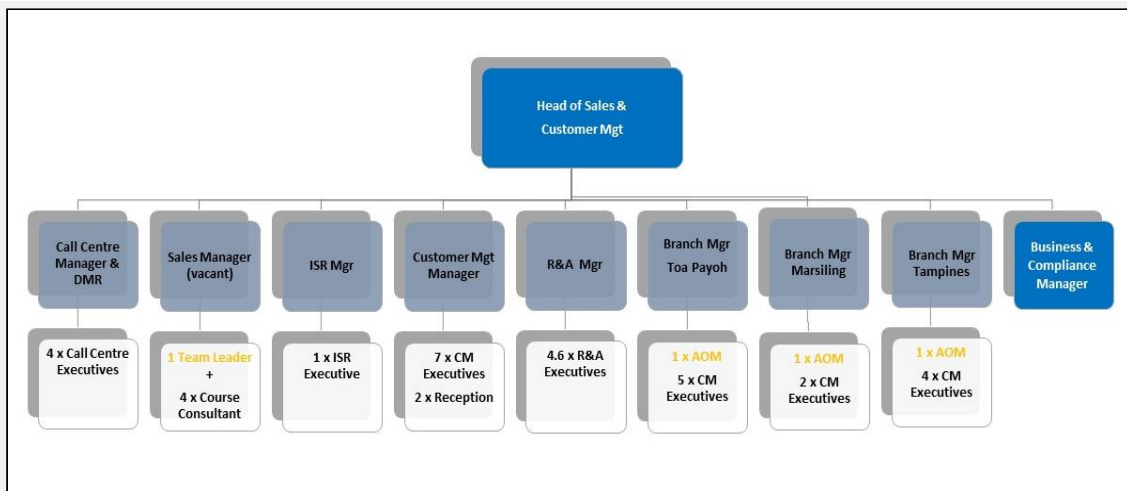 Head of Sales &
Customer Mgt
Call Centre
Manager &
DMR
Sales Manager
(vacant)
ISR Mgr
Customer Mgt
Manager
R&A Mgr
Branch Mgr
Toa Payoh
Branch Mgr
Marsiling
Branch Mgr
Tampines
Business &
Compliance
Manager
4 x Call Centre
Executives
1 Team Leader
+
4 x Course
Consultant
1 x ISR
Executive
7 x CM
Executives
2 x Reception
4.6 x R&A
Executives
1 x AOM
5 x CM
Executives
1 x AOM
2 x CM
Executives
1 x AOM
4 x CM
Executives